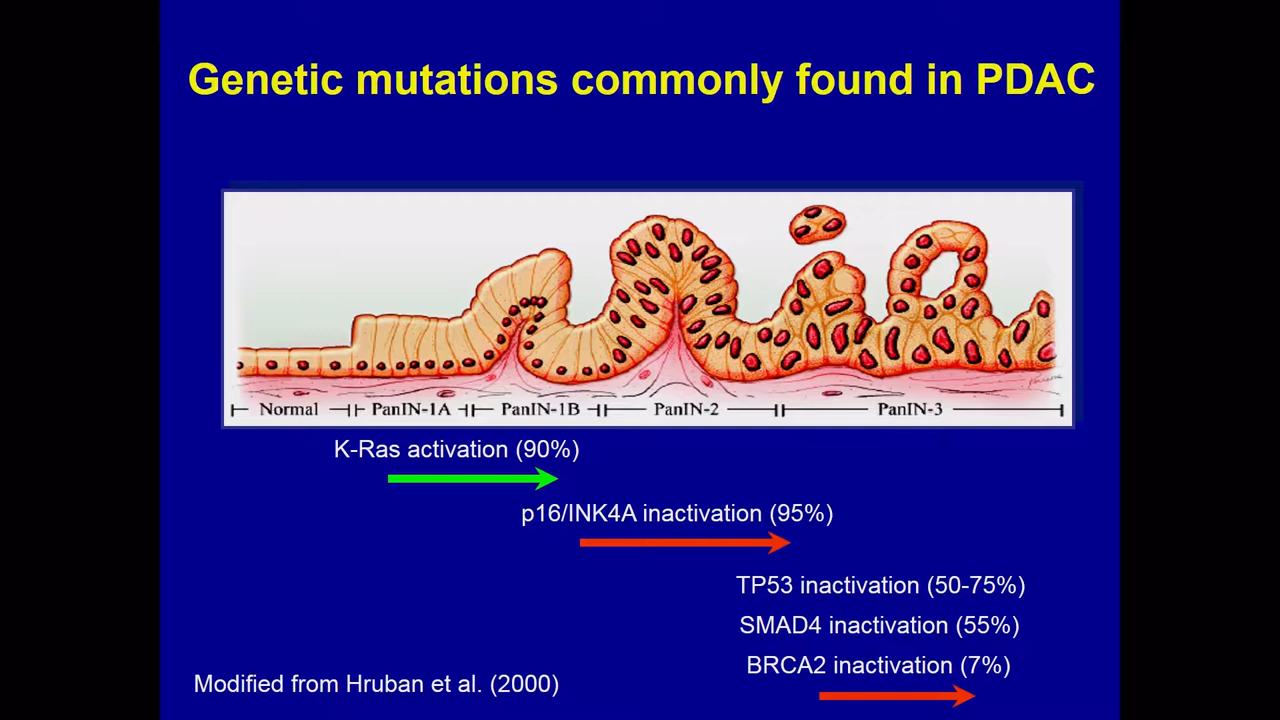 Genetic mutations commonly found in PDAC
Normal PanIN-1A PanIN-1B PanIN-2 PanIN-3
K-Ras activation (90%)
p16/INK4A inactivation (95%)
TP53 inactivation (50-75%)
SMAD4 inactivation (55%)
BRCA2 inactivation (7%)
Modified from Hruban et al. (2000)